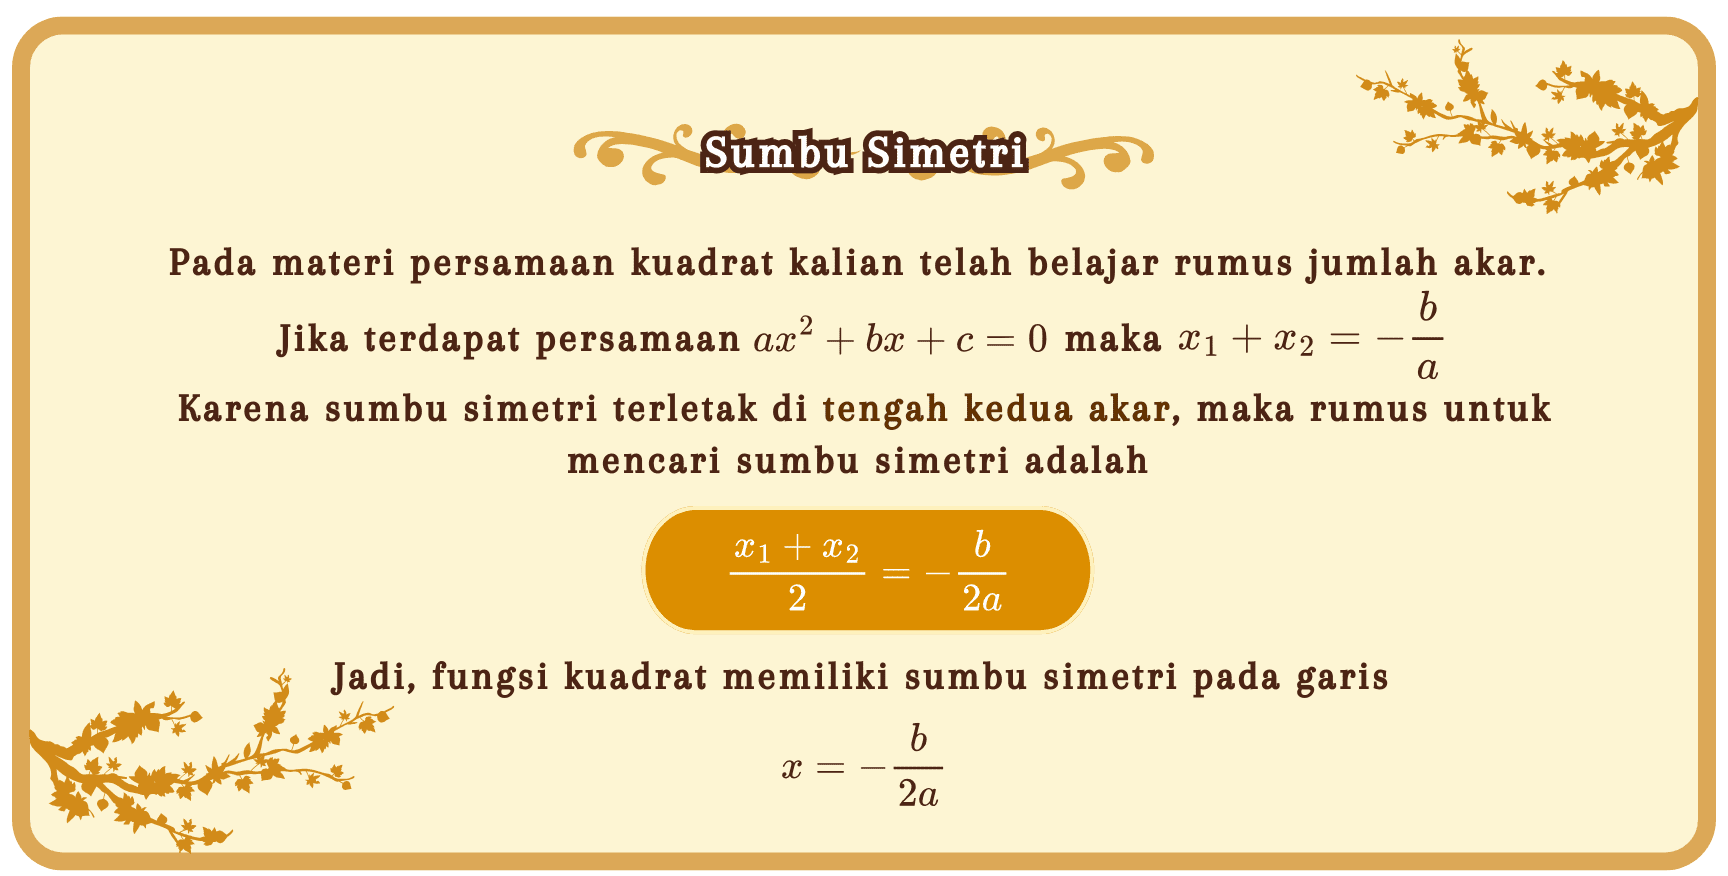 Sumbu Simetri
Pada materi persamaan kuadrat kalian telah belajar rumus jumlah akar.
Jika terdapat persamaan $ax^2 + bx + c = 0$ maka $x_1 + x_2 = -\frac{b}{a}$
Karena sumbu simetri terletak di tengah kedua akar, maka rumus untuk
mencari sumbu simetri adalah
$\frac{x_1 + x_2}{2} = -\frac{b}{2a}$
Jadi, fungsi kuadrat memiliki sumbu simetri pada garis
$x = -\frac{b}{2a}$